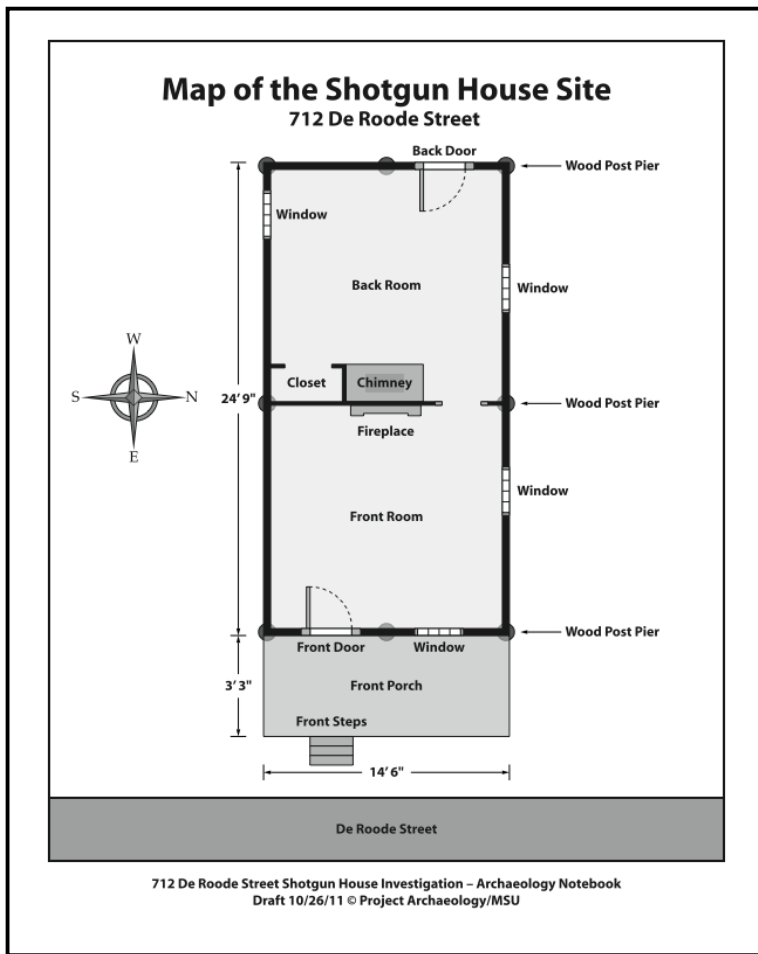 Map of the Shotgun House Site
712 De Roode Street
Back Door
Wood Post Pier
Window
Back Room
Window
W
S
N
E
24’ 9"
Closet
Chimney
Wood Post Pier
Fireplace
Window
Front Room
Wood Post Pier
Front Door
Window
3’ 3"
Front Porch
Front Steps
14’ 6"
De Roode Street
712 De Roode Street Shotgun House Investigation – Archaeology Notebook
Draft 10/26/11 © Project Archaeology/MSU